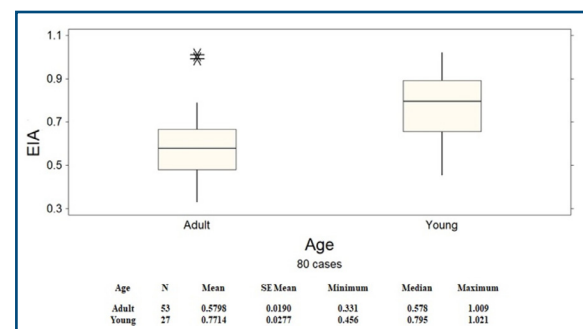 1.1
0.9
0.7
0.5
0.3
EIA
Adult Young
Age
80 cases
Age N Mean SE Mean Minimum Median Maximum
Adult 53 0.5798 0.0190 0.331 0.578 1.009
Young 27 0.7714 0.0277 0.456 0.795 1.021